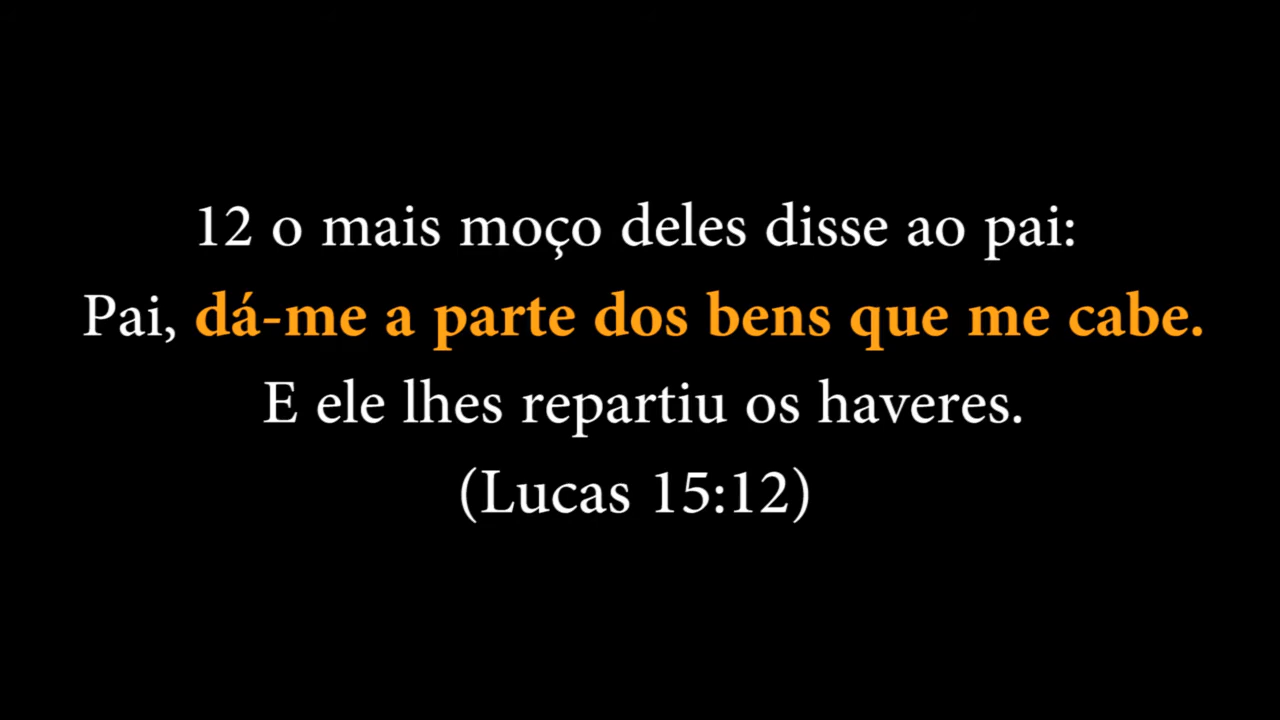 12 o mais moço deles disse ao pai:
Pai, dá-me a parte dos bens que me cabe.
E ele lhes repartiu os haveres.
(Lucas 15:12)